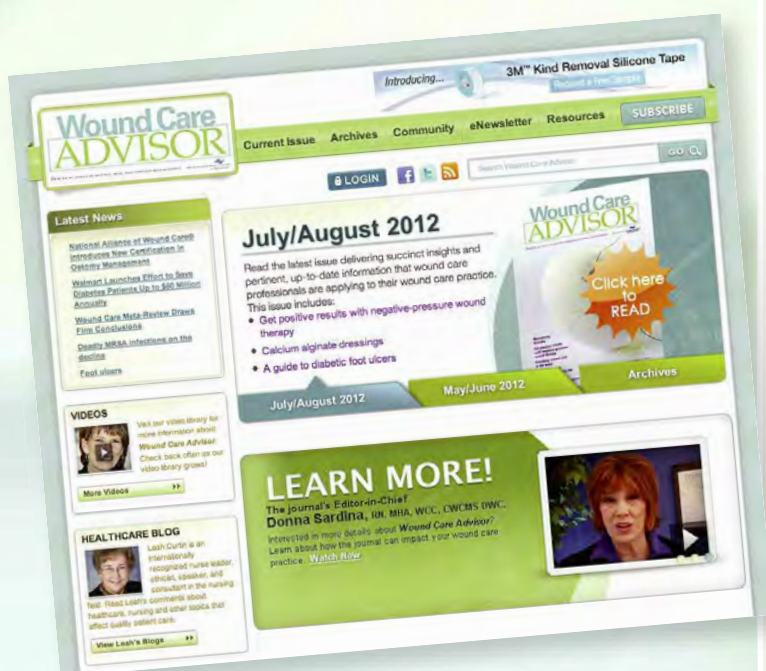 Introducing...
3M™ Kind Removal Silicone Tape
Request a Free Sample
Wound Care
ADVISOR
Current Issue
Archives
Community
eNewsletter
Resources
SUBSCRIBE
LOGIN
Search Wound Care Advisor
GO
Latest News
National Alliance of Wound Care®
Introduces New Certification in
Ostomy Management
Walmart Launches Effort to Save
Diabetes Patients Up to $60 Million
Annually
Wound Care Meta-Review Draws
Firm Conclusions
Deadly MRSA infections on the
decline
Foot ulcers
July/August 2012
Read the latest issue delivering succinct insights and
pertinent, up-to-date information that wound care
professionals are applying to their wound care practice.
This issue includes:
• Get positive results with negative-pressure wound
therapy
• Calcium alginate dressings
• A guide to diabetic foot ulcers
Wound Care
ADVISOR
Click here
to
READ
July/August 2012
May/June 2012
Archives
VIDEOS
Visit our video library for
more information about
Wound Care Advisor.
Check back often as our
video library grows!
More Videos
LEARN MORE!
The journal's Editor-in-Chief
Donna Sardina, RN, MHA, WCC, CWCMS DWC,
Interested in more details about Wound Care Advisor?
Learn about how the journal can impact your wound care
practice. Watch Now
HEALTHCARE BLOG
Leah Curtin is an
internationally
recognized nurse leader,
ethicist, speaker, and
consultant in the nursing
field. Read Leah's comments about
healthcare, nursing and other topics that
affect quality patient care.
View Leah's Blogs